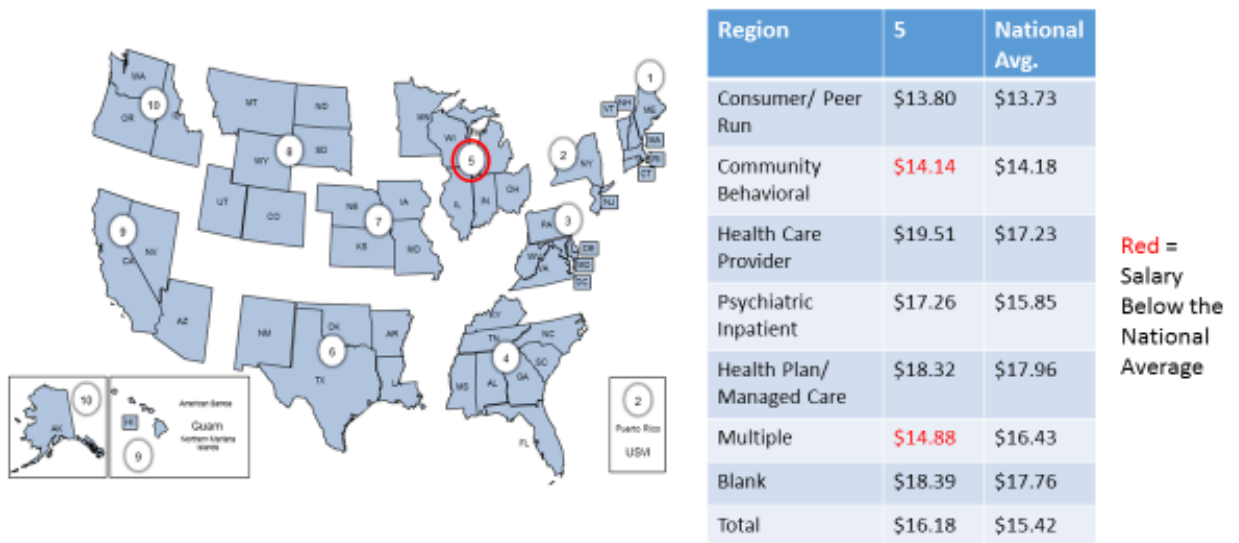 1
WA
MT
ND
ME
VT
NH
10
MN
OR
ID
WI
MA
8
SD
5
2
NY
RI
WY
CT
OH
IA
NJ
UT
NE
IL
IN
3
CO
7
PA
9
NV
KS
MO
DE
WV
MD
CA
VA
DC
KY
AZ
OK
AR
TN
NC
NM
6
4
SC
TX
MS
AL
GA
LA
10
American Samoa
2
HI
Guam
AK
Northern Mariana
Islands
FL
Puerto Rico
9
USVI
Region 5 National
Avg.
Consumer/ Peer $13.80 $13.73
Run
Community $14.14 $14.18
Behavioral
Health Care $19.51 $17.23
Provider
Psychiatric $17.26 $15.85
Inpatient
Health Plan/ $18.32 $17.96
Managed Care
Multiple $14.88 $16.43
Blank $18.39 $17.76
Total $16.18 $15.42
Red =
Salary
Below the
National
Average